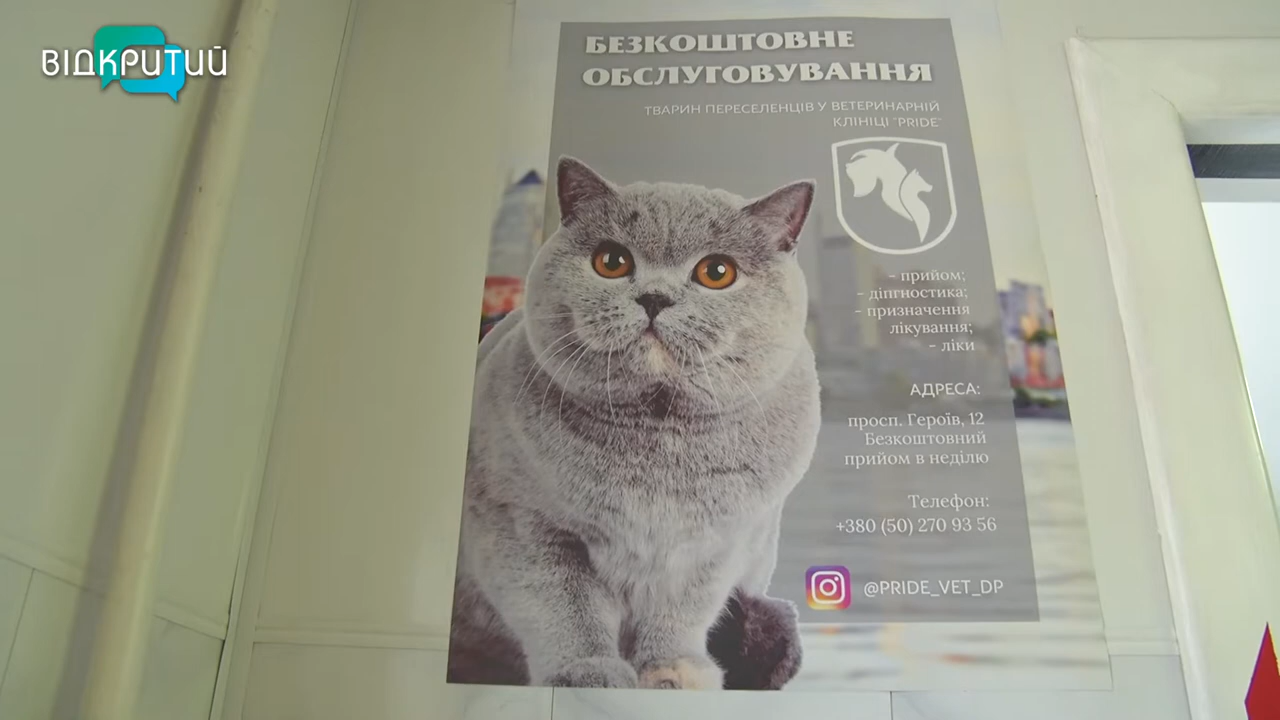 ВІДКРИТИЙ
БЕЗКОШТОВНЕ
ОБСЛУГОВУВАННЯ
ТВАРИН ПЕРЕСЕЛЕНЦІВ У ВЕТЕРИНАРНІЙ
КЛІНІЦІ "PRIDE"
- прийом;
- діпгностика;
- призначення
лікування;
- ліки
АДРЕСА:
просп. Героїв, 12
Безкоштовний
прийом в неділю
Телефон:
+380 (50) 270 93 56
@PRIDE_VET_DP